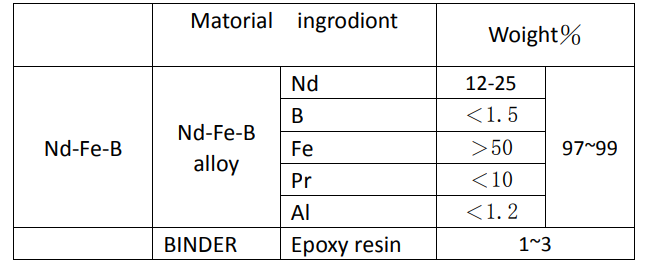 Matorial ingrodiont Woight%
Nd 12-25
B <1.5
Nd-Fe-B Nd-Fe-B alloy Fe >50 97~99
Pr <10
Al <1.2
BINDER Epoxy resin 1~3